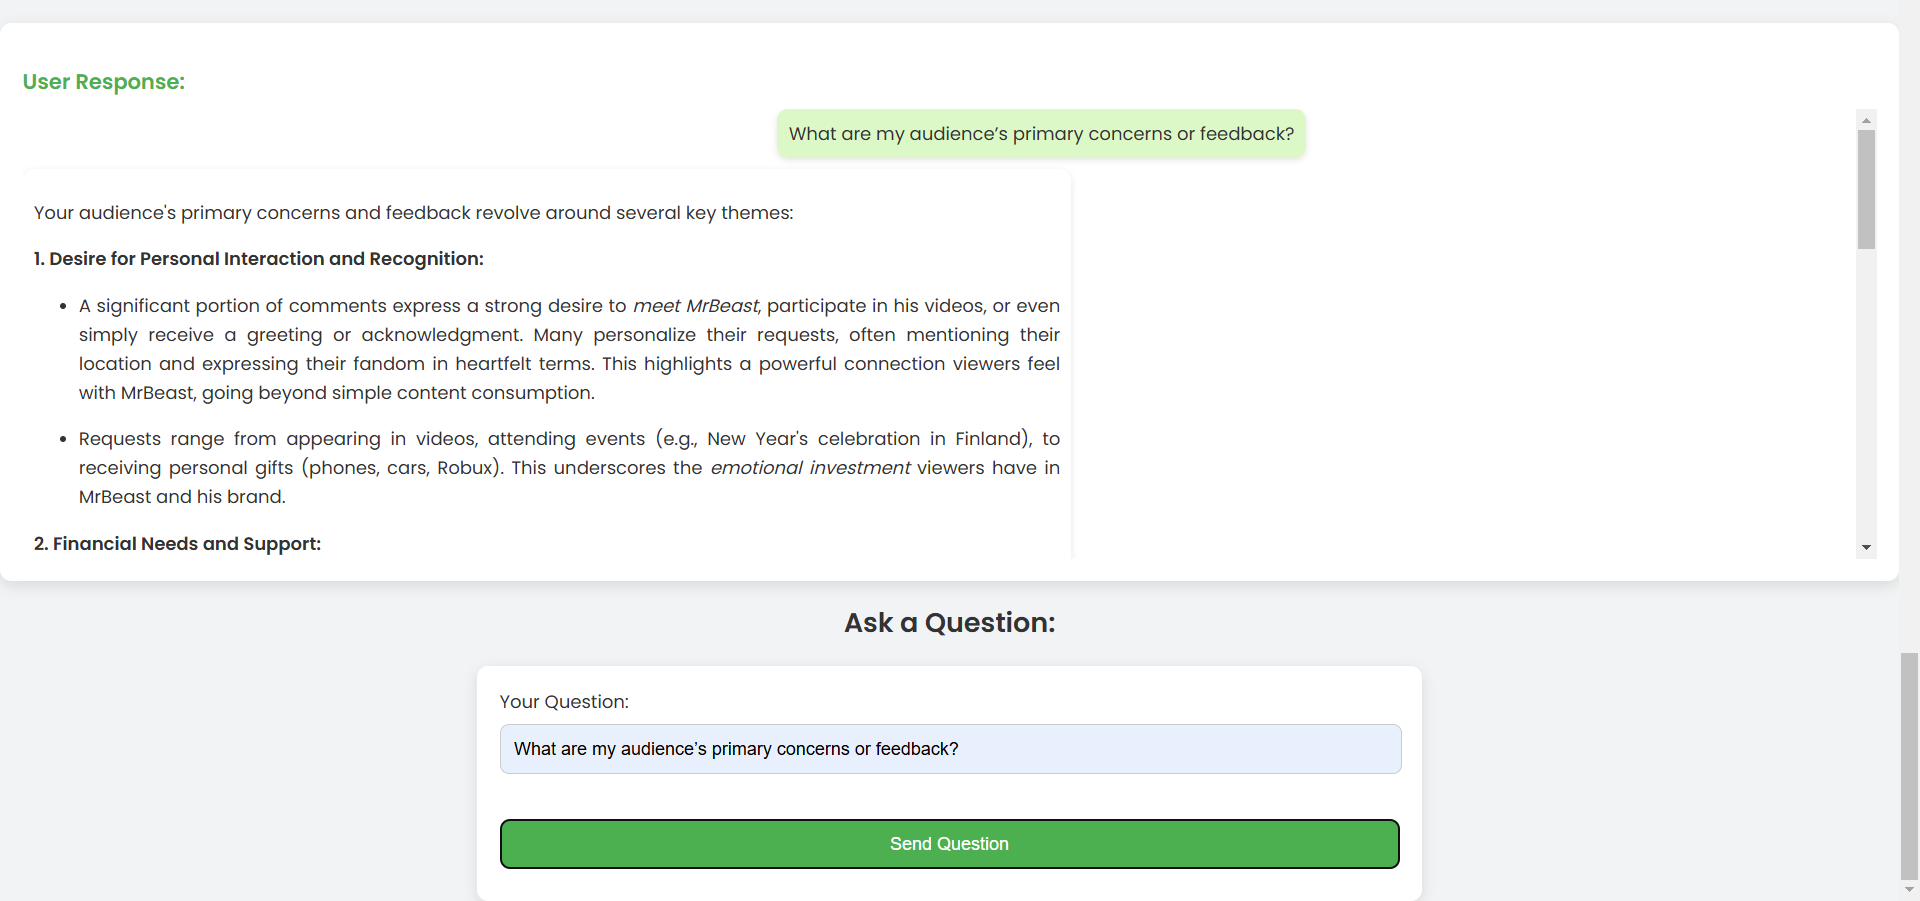 User Response:
What are my audience’s primary concerns or feedback?
Your audience's primary concerns and feedback revolve around several key themes:
1. Desire for Personal Interaction and Recognition:
• A significant portion of comments express a strong desire to meet MrBeast, participate in his videos, or even
simply receive a greeting or acknowledgment. Many personalize their requests, often mentioning their
location and expressing their fandom in heartfelt terms. This highlights a powerful connection viewers feel
with MrBeast, going beyond simple content consumption.
• Requests range from appearing in videos, attending events (e.g., New Year's celebration in Finland), to
receiving personal gifts (phones, cars, Robux). This underscores the emotional investment viewers have in
MrBeast and his brand.
2. Financial Needs and Support:
Ask a Question:
Your Question:
What are my audience’s primary concerns or feedback?
Send Question